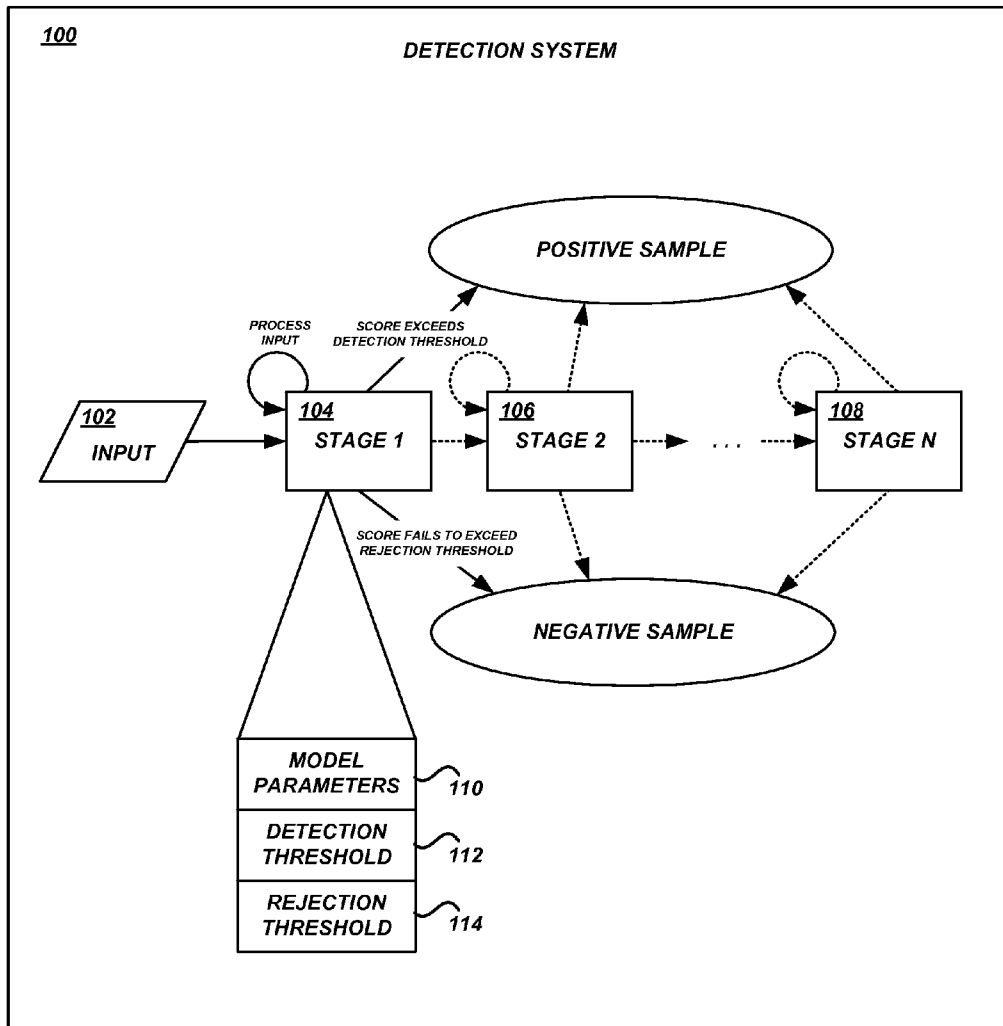 100
DETECTION SYSTEM
POSITIVE SAMPLE
PROCESS
INPUT
SCORE EXCEEDS
DETECTION THRESHOLD
102
INPUT
104
STAGE 1
106
STAGE 2
. . .
108
STAGE N
SCORE FAILS TO EXCEED
REJECTION THRESHOLD
NEGATIVE SAMPLE
MODEL
PARAMETERS
110
DETECTION
THRESHOLD
112
REJECTION
THRESHOLD
114